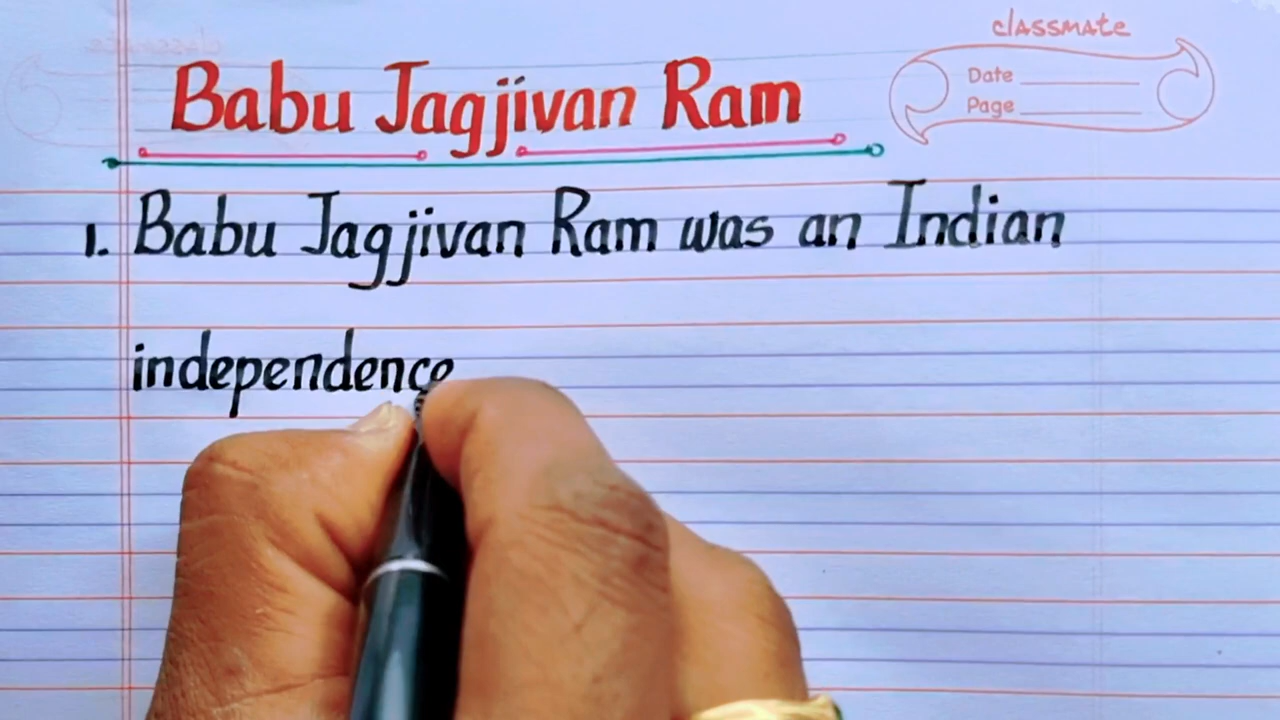 classmate
Date
Page
Babu Jagjivan Ram
1. Babu Jagjivan Ram was an Indian
independence